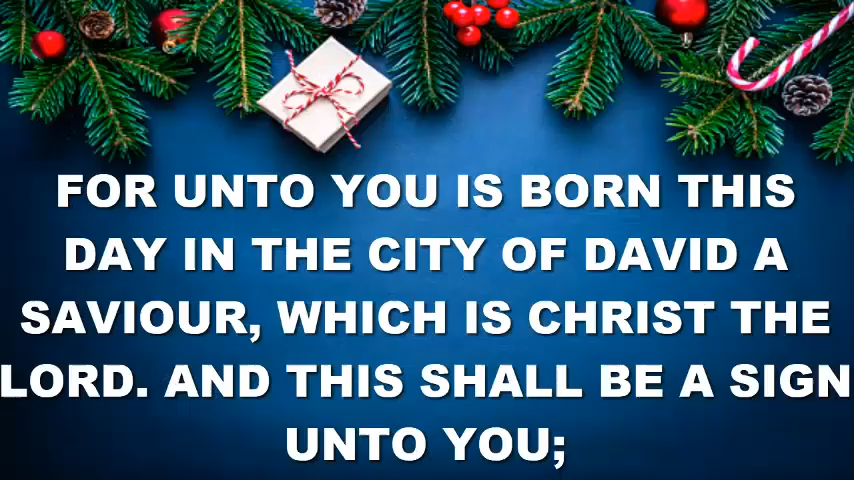 FOR UNTO YOU IS BORN THIS
DAY IN THE CITY OF DAVID A
SAVIOUR, WHICH IS CHRIST THE
LORD. AND THIS SHALL BE A SIGN
UNTO YOU;